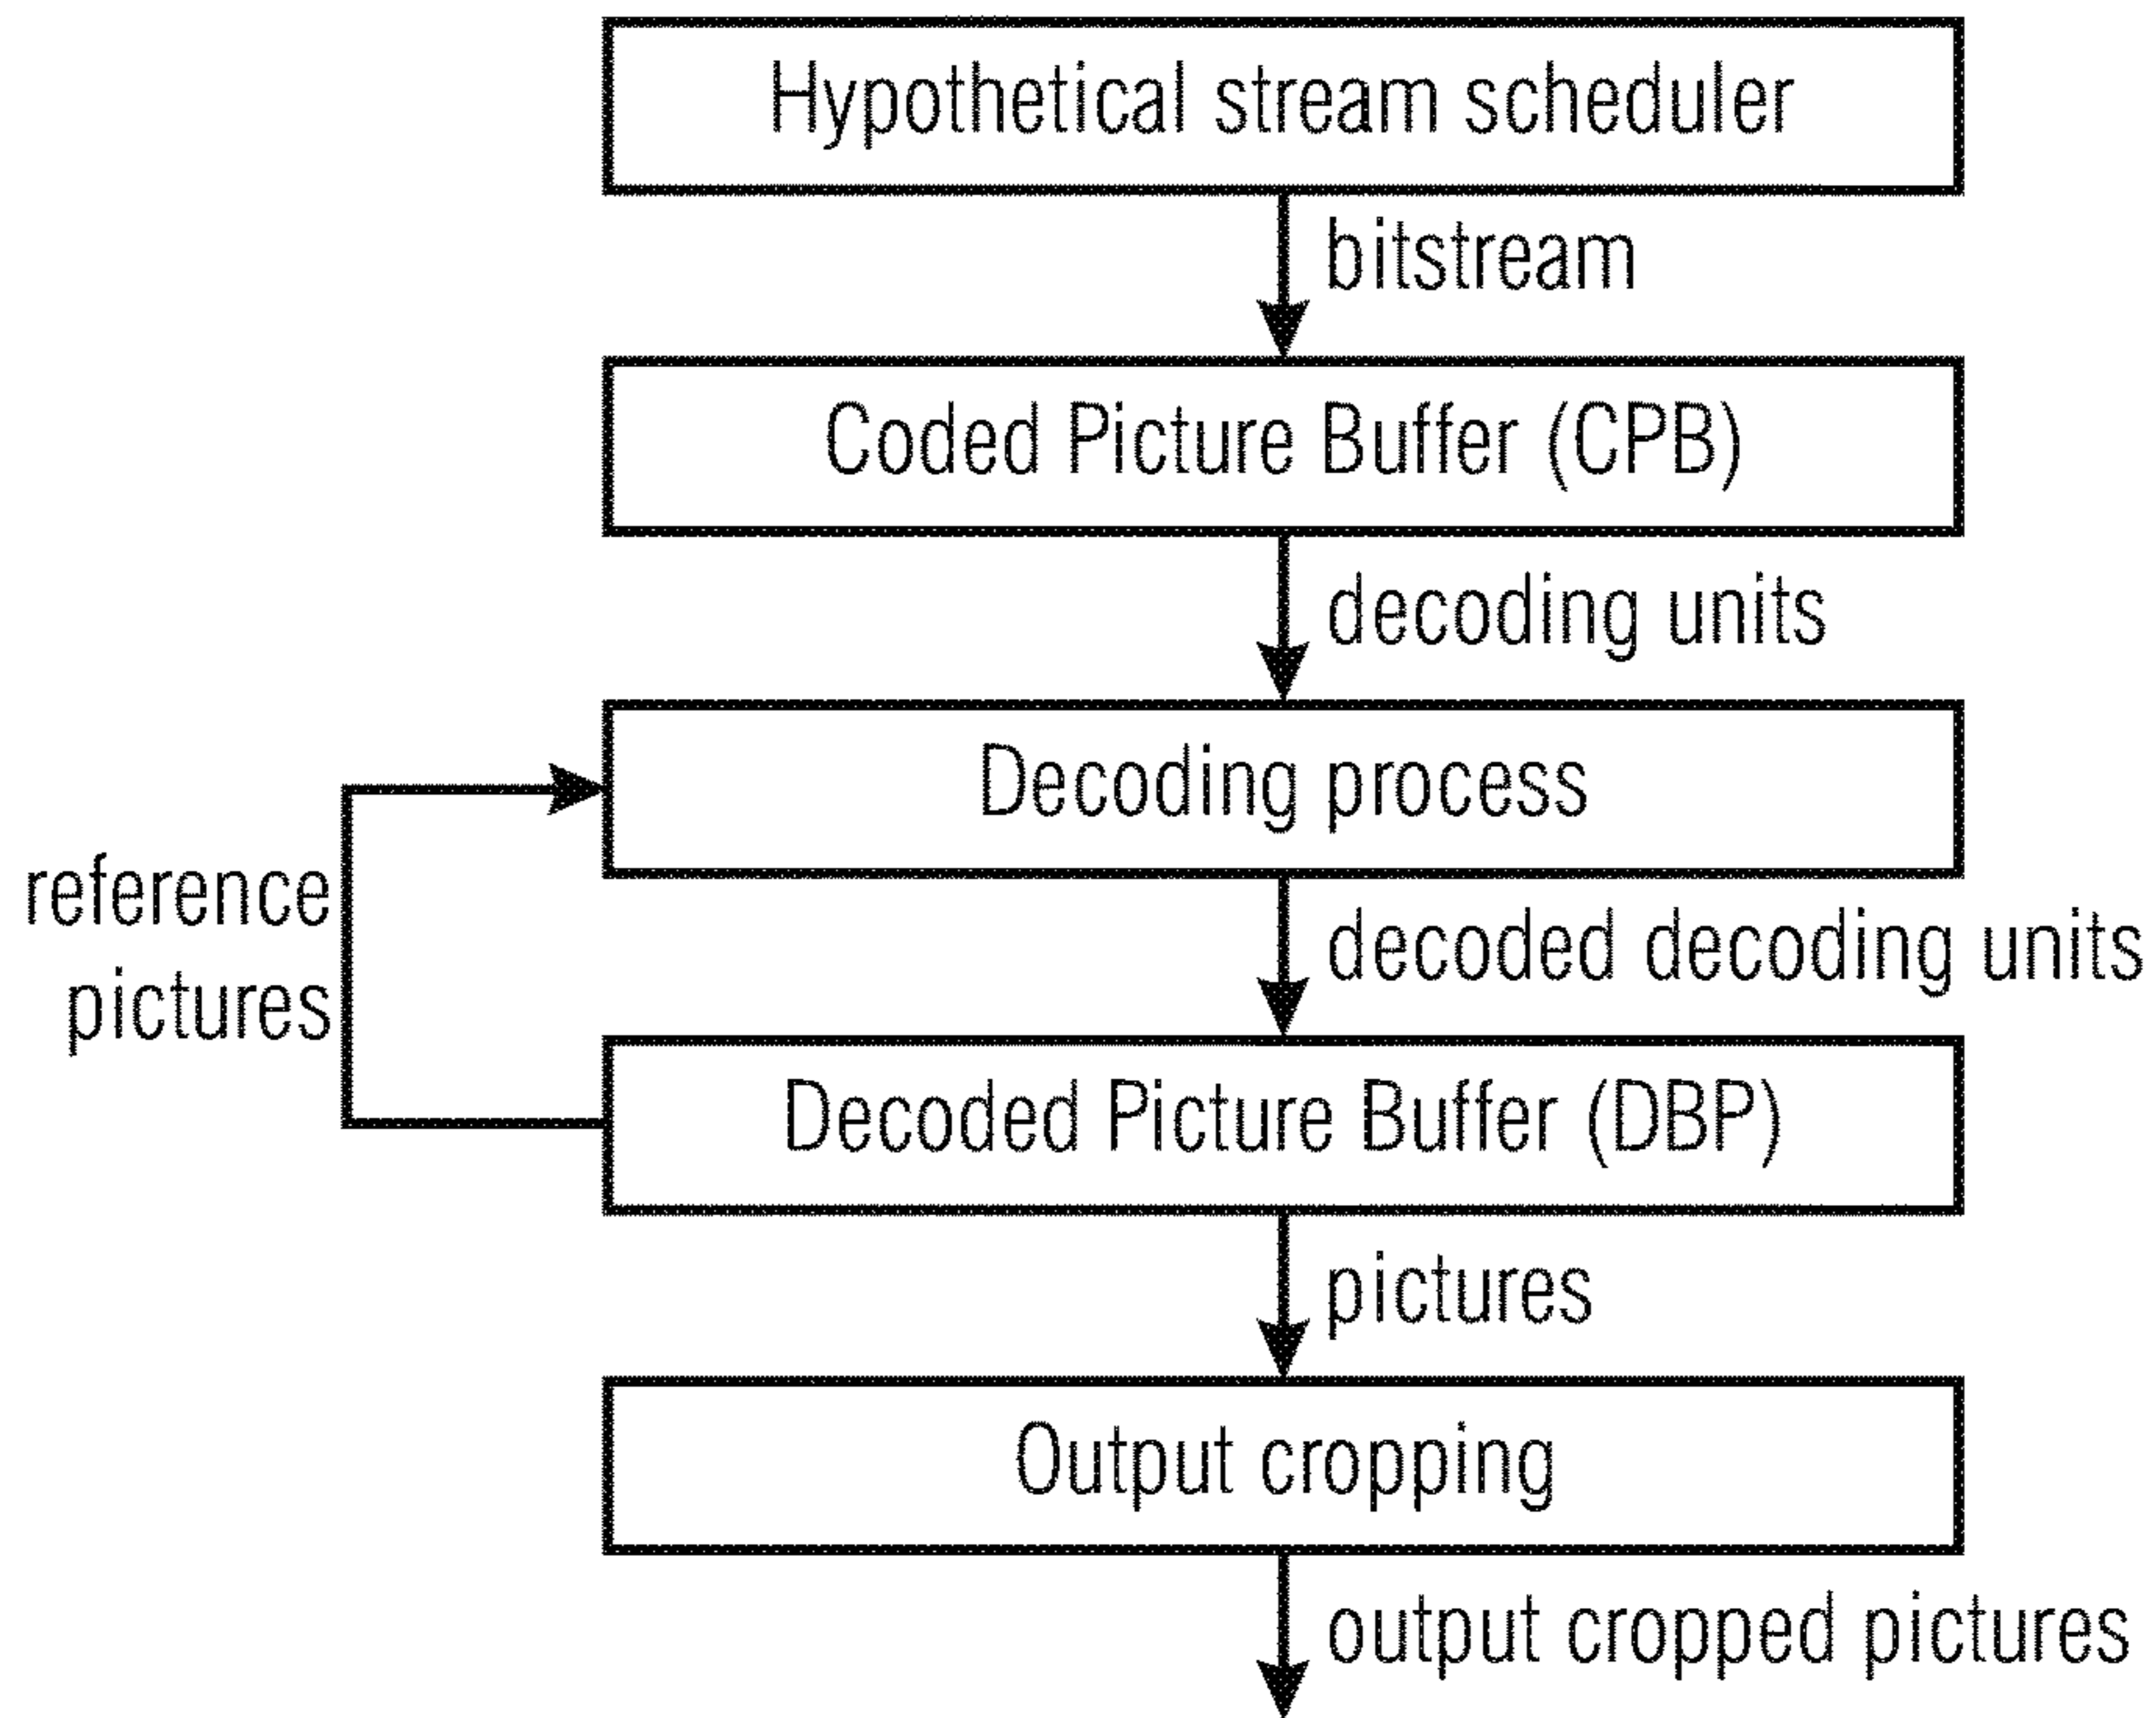 Hypothetical stream scheduler
bitstream
Coded Picture Buffer (CPB)
decoding units
Decoding process
reference
pictures
decoded decoding units
Decoded Picture Buffer (DBP)
pictures
Output cropping
output cropped pictures